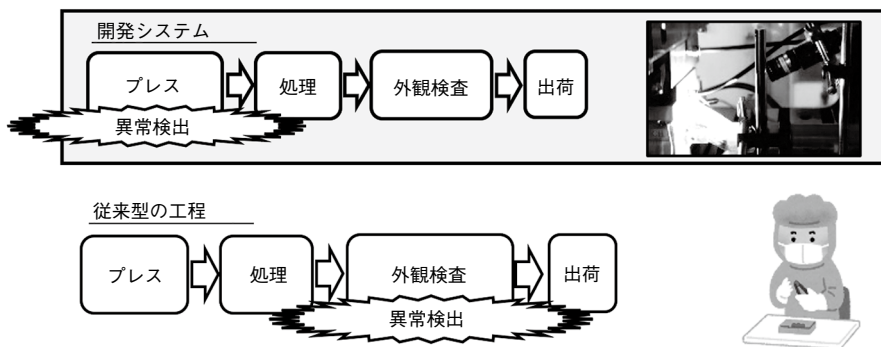 開発システム
プレス
処理
外観検査
出荷
異常検出
従来型の工程
プレス
処理
外観検査
出荷
異常検出